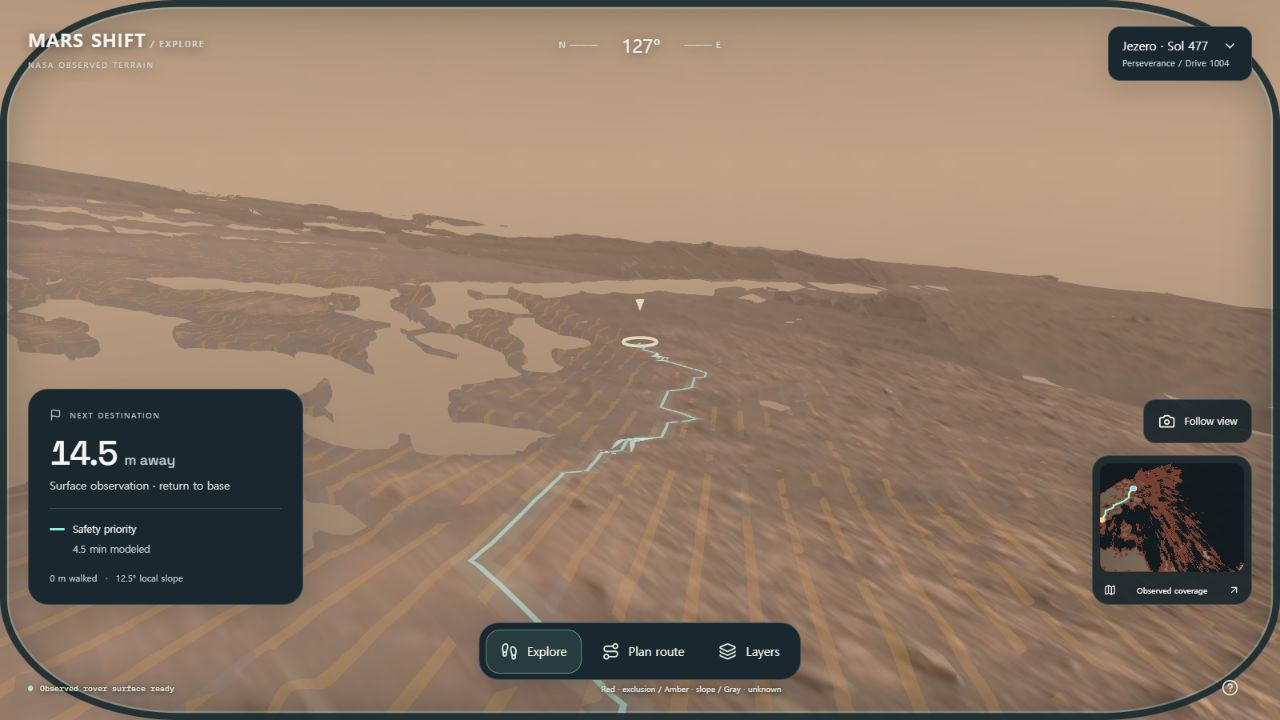 MARS SHIFT / EXPLORE
NASA OBSERVED TERRAIN
N 127° E
Jezero · Sol 477
Perseverance / Drive 1004
NEXT DESTINATION
14.5 m away
Surface observation · return to base
Safety priority
4.5 min modeled
0 m walked · 12.5° local slope
Follow view
Observed coverage
Explore
Plan route
Layers
Observed rover surface ready
Red · exclusion / Amber · slope / Gray · unknown
?